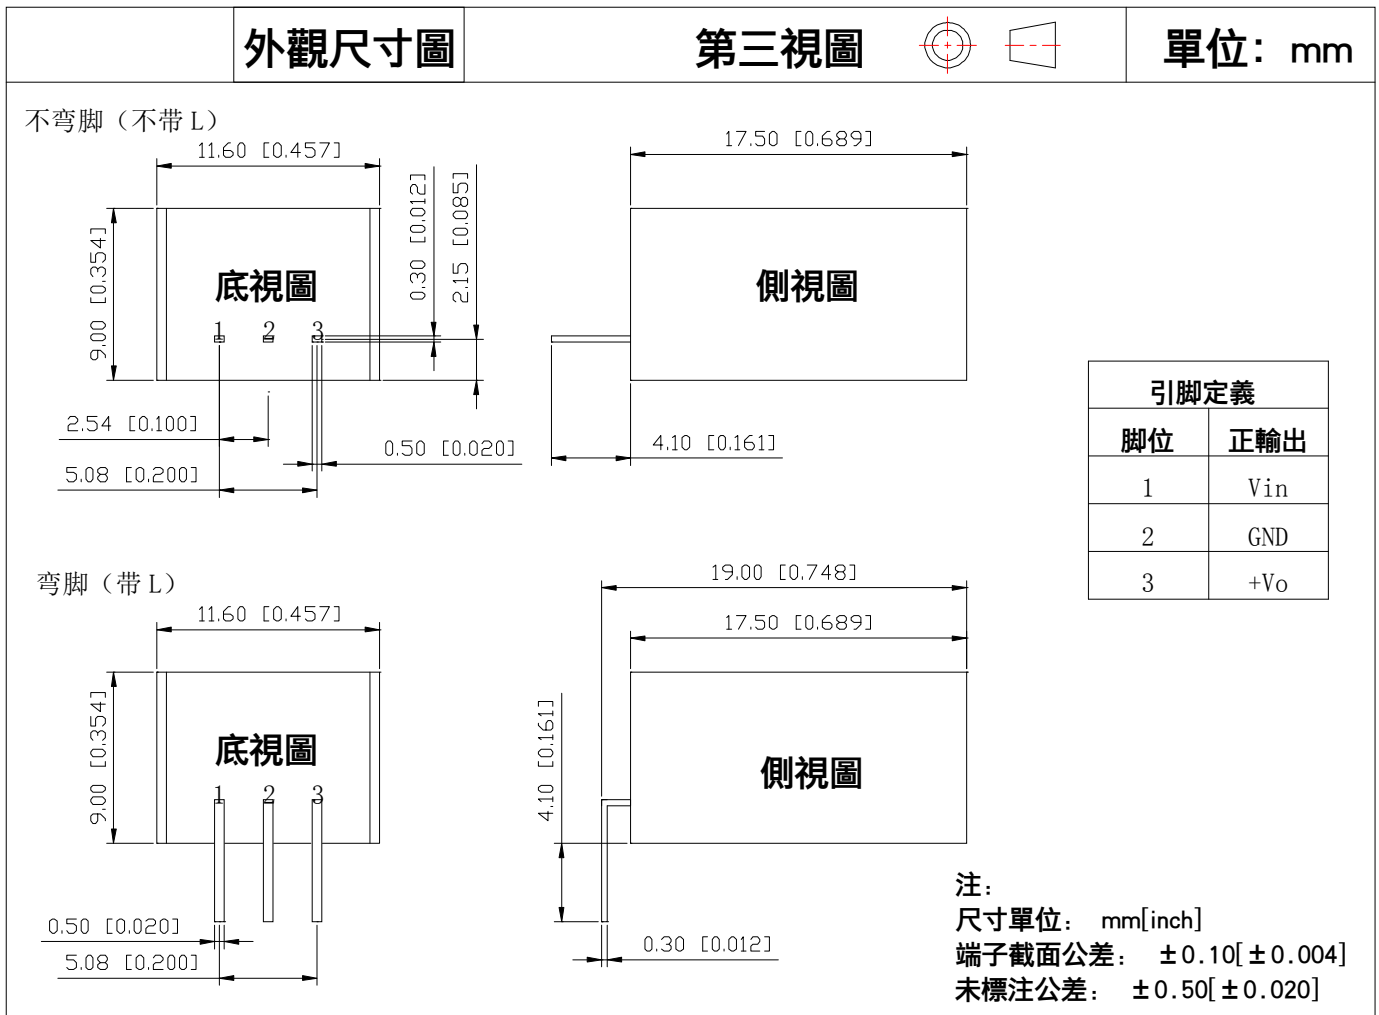 外觀尺寸圖
第三視圖
單位：mm
不弯脚（不带L）
11.60 [0.457]
17.50 [0.689]
9.00 [0.354]
0.30 [0.012]
2.15 [0.085]
底視圖
側視圖
1 2 3
2.54 [0.100]
0.50 [0.020]
4.10 [0.161]
5.08 [0.200]
引脚定義
脚位 正輸出
1 Vin
2 GND
3 +Vo
弯脚（带L）
19.00 [0.748]
11.60 [0.457]
17.50 [0.689]
9.00 [0.354]
4.10 [0.161]
底視圖
側視圖
1 2 3
0.50 [0.020]
0.30 [0.012]
5.08 [0.200]
注：
尺寸單位： mm[inch]
端子截面公差： ±0.10[±0.004]
未標注公差： ±0.50[±0.020]